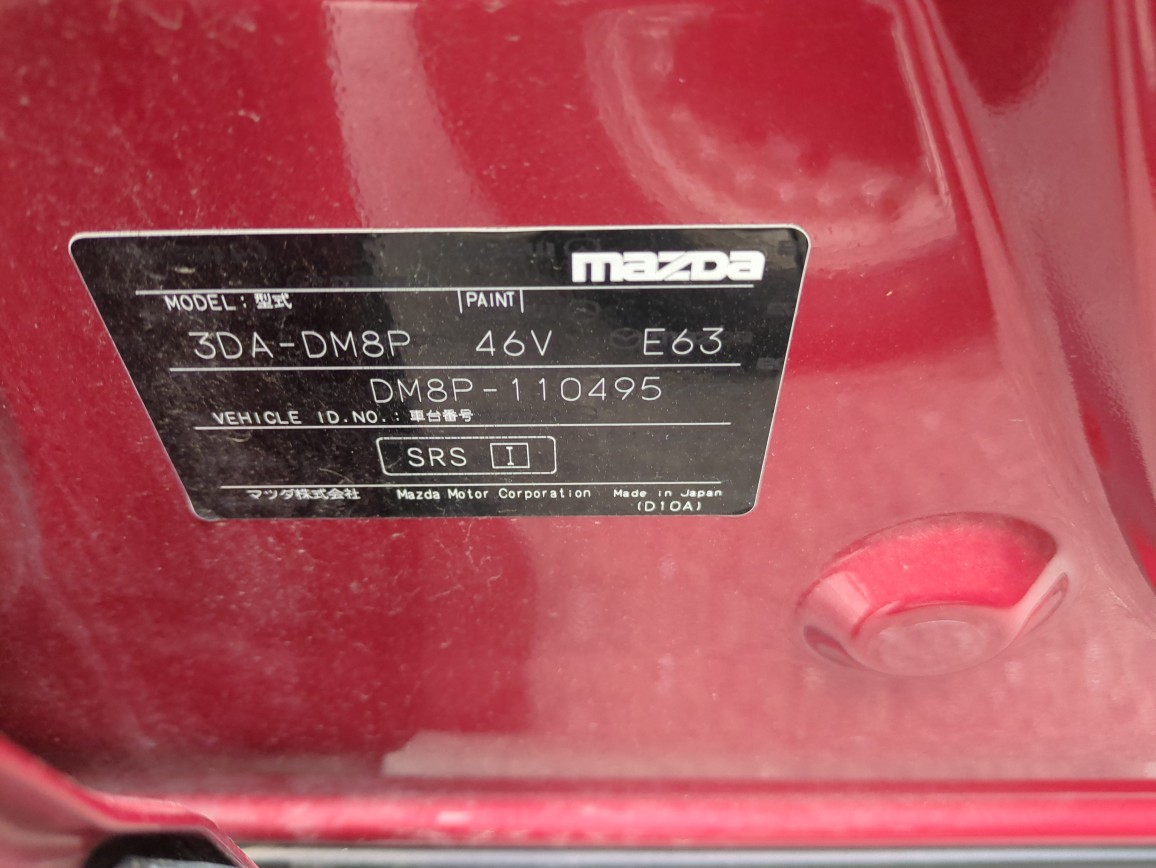 mazda
MODEL : 型式 |PAINT|
3DA-DM8P 46V E63
DM8P-110495
VEHICLE ID.NO. : 車台番号
SRS I
マツダ株式会社 Mazda Motor Corporation Made in Japan
(D10A)